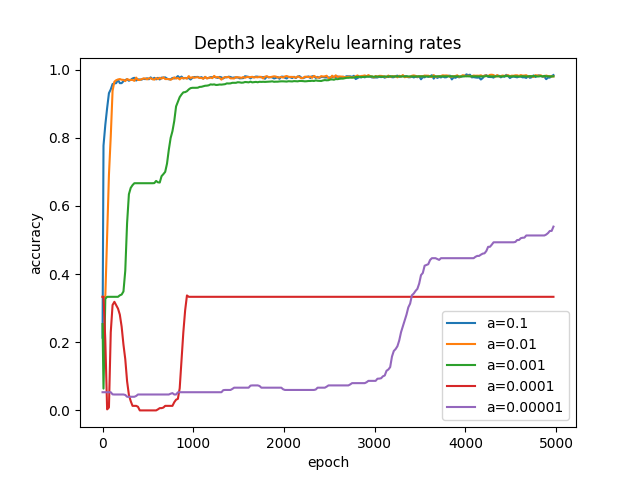 Depth3 leakyRelu learning rates
accuracy
1.0
0.8
0.6
0.4
0.2
0.0
0 1000 2000 3000 4000 5000
epoch
a=0.1
a=0.01
a=0.001
a=0.0001
a=0.00001